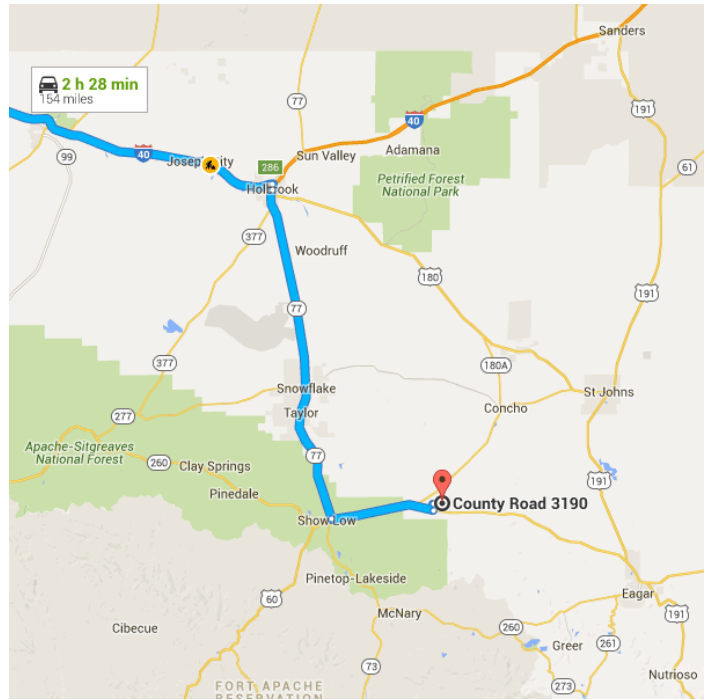 Sanders
2 h 28 min
154 miles
77
40
Sun Valley
Adamana
99
40
Joseph City
286
61
Holbrook
Petrified Forest
National Park
377
Woodruff
180
191
191
77
377
180A
Snowflake
St Johns
277
Taylor
Concho
Apache-Sitgreaves
National Forest
260
Clay Springs
77
191
Pinedale
County Road 3190
Show Low
Pinetop-Lakeside
60
McNary
Eagar
191
Cibecue
260
261
Greer
73
Nutrioso
273
FORT APACHE
RESERVATION